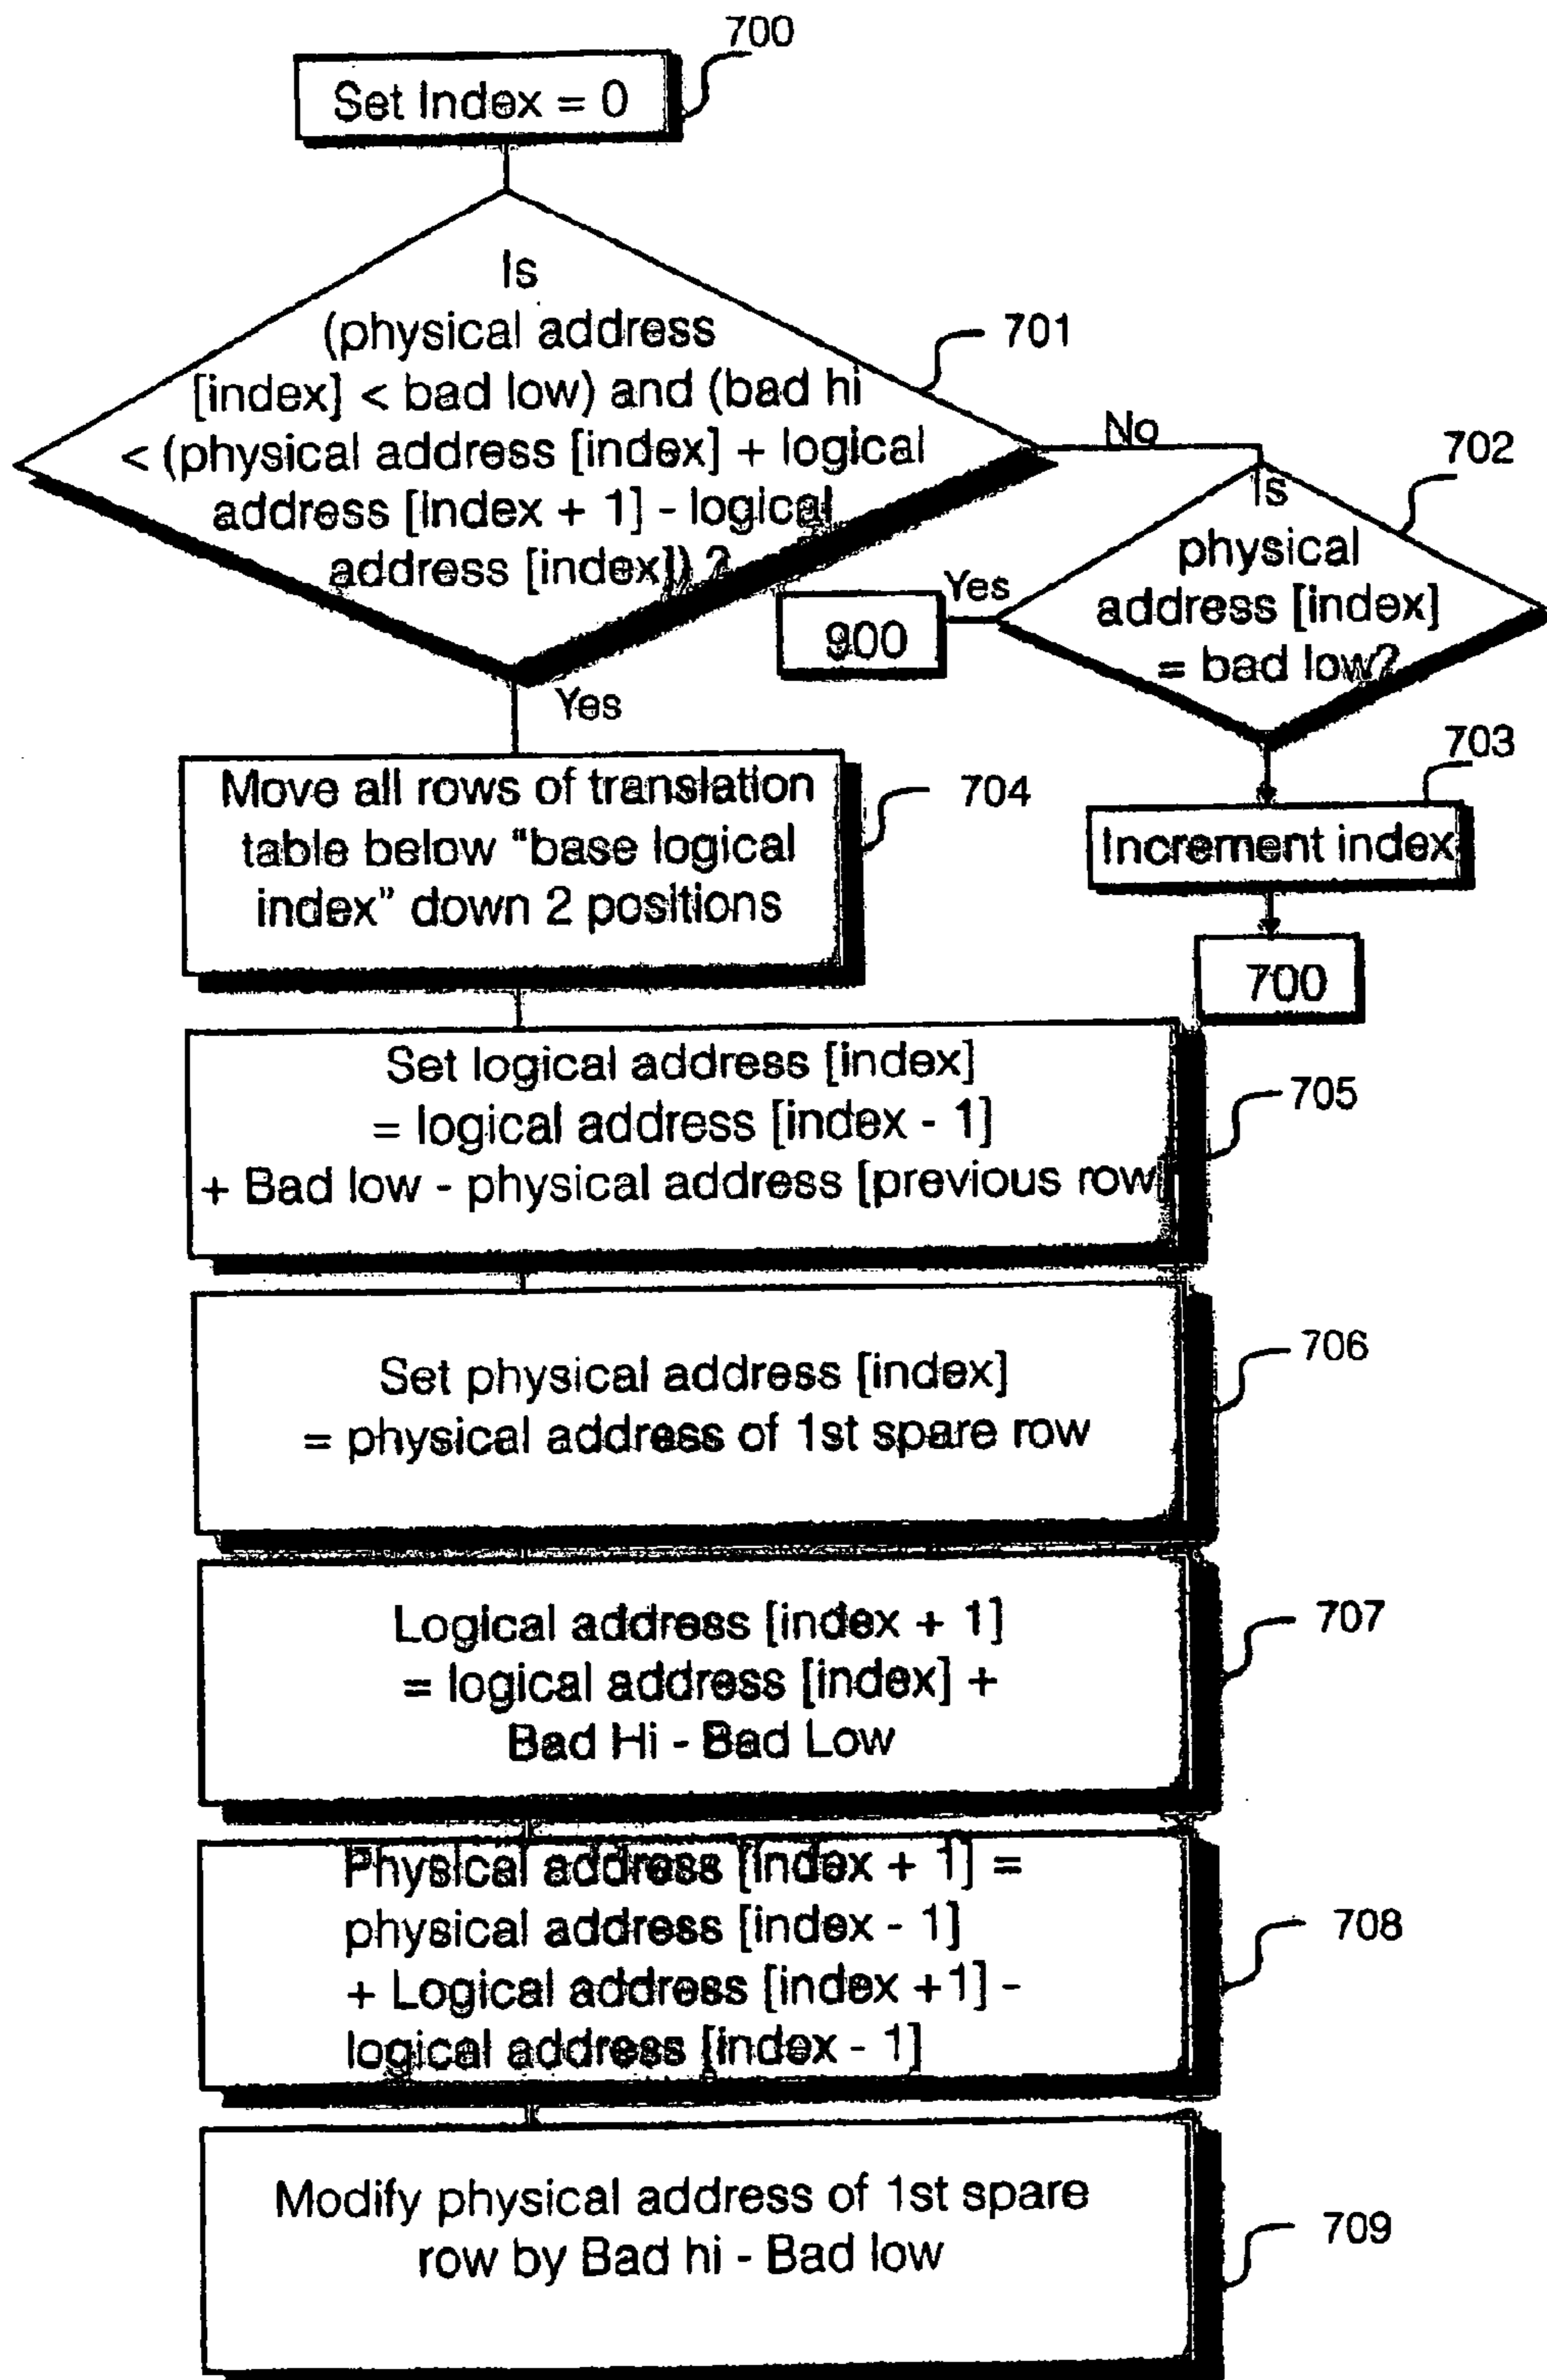 700
Set Index = 0
Is
(physical address
[index] < bad low) and (bad hi
< (physical address [index] + logical
address [index + 1] - logical
address [index]) ?
701
No
702
Is
physical
address [index]
= bad low?
Yes
900
Yes
703
Increment index
700
Move all rows of translation
table below "base logical
index" down 2 positions
704
Set logical address [index]
= logical address [index - 1]
+ Bad low - physical address [previous row]
705
Set physical address [index]
= physical address of 1st spare row
706
Logical address [index + 1]
= logical address [index] +
Bad Hi - Bad Low
707
Physical address [index + 1] =
physical address [index - 1]
+ Logical address [index +1] -
logical address [index - 1]
708
Modify physical address of 1st spare
row by Bad hi - Bad low
709